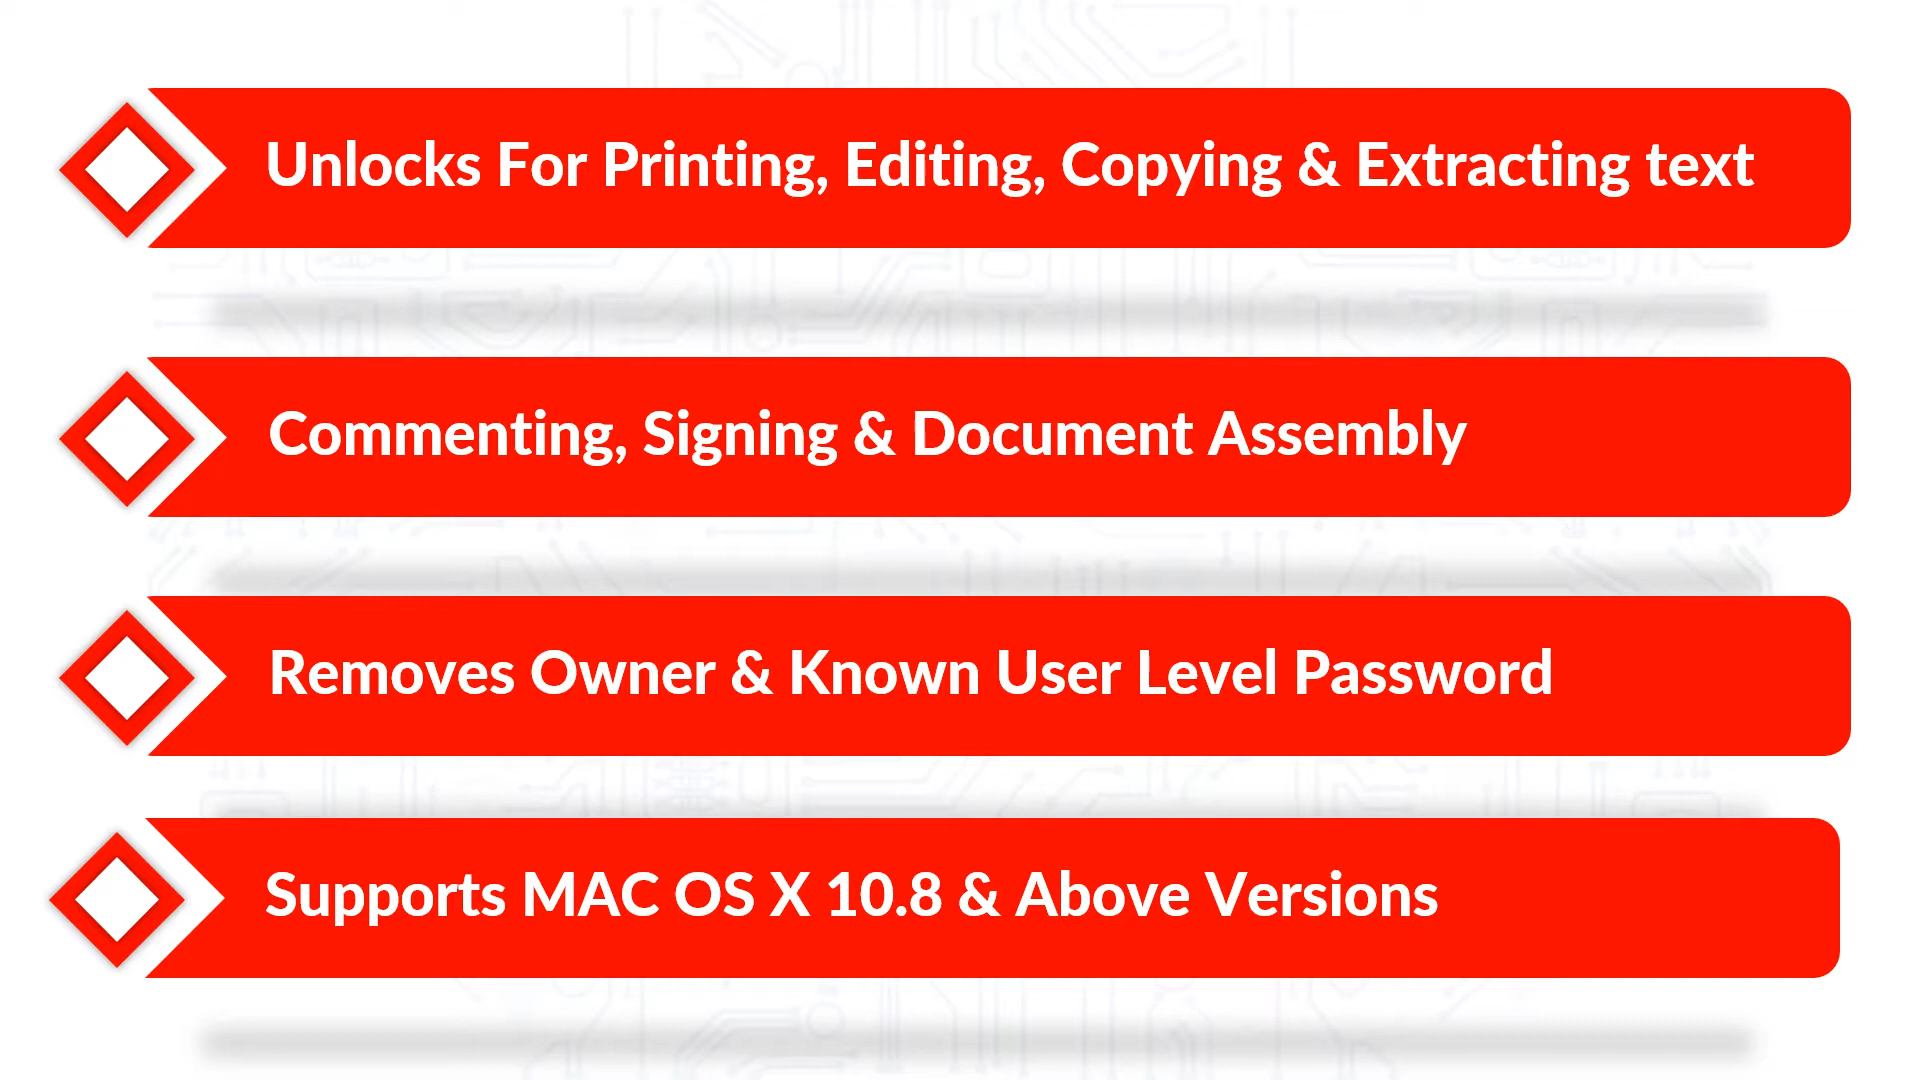 Unlocks For Printing, Editing, Copying & Extracting text
Commenting, Signing & Document Assembly
Removes Owner & Known User Level Password
Supports MAC OS X 10.8 & Above Versions